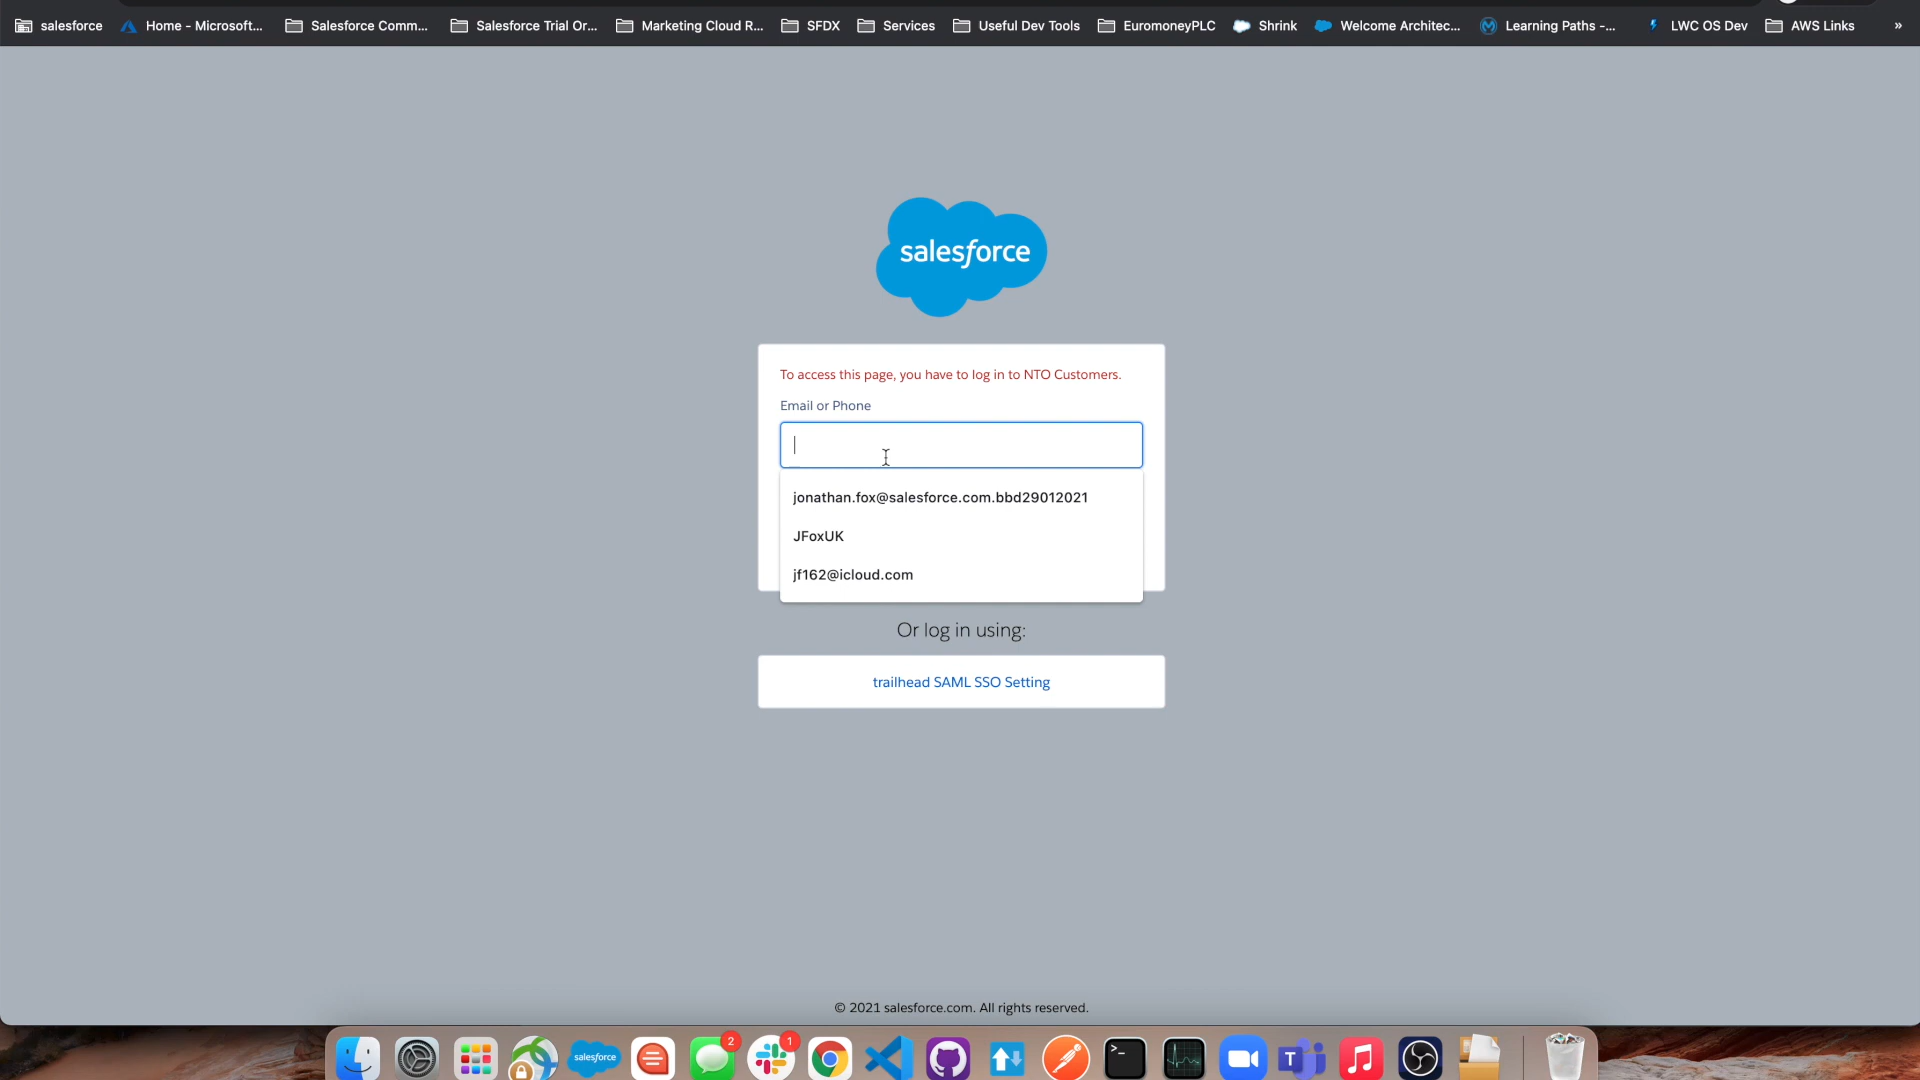 salesforce Home - Microsoft... Salesforce Comm... Salesforce Trial Or... Marketing Cloud R... SFDX Services Useful Dev Tools EuromoneyPLC Shrink Welcome Architec... Learning Paths -... LWC OS Dev AWS Links »
salesforce
To access this page, you have to log in to NTO Customers.
Email or Phone
jonathan.fox@salesforce.com.bbd29012021
JFoxUK
jf162@icloud.com
Or log in using:
trailhead SAML SSO Setting
© 2021 salesforce.com. All rights reserved.
salesforce 2 1 >_ T